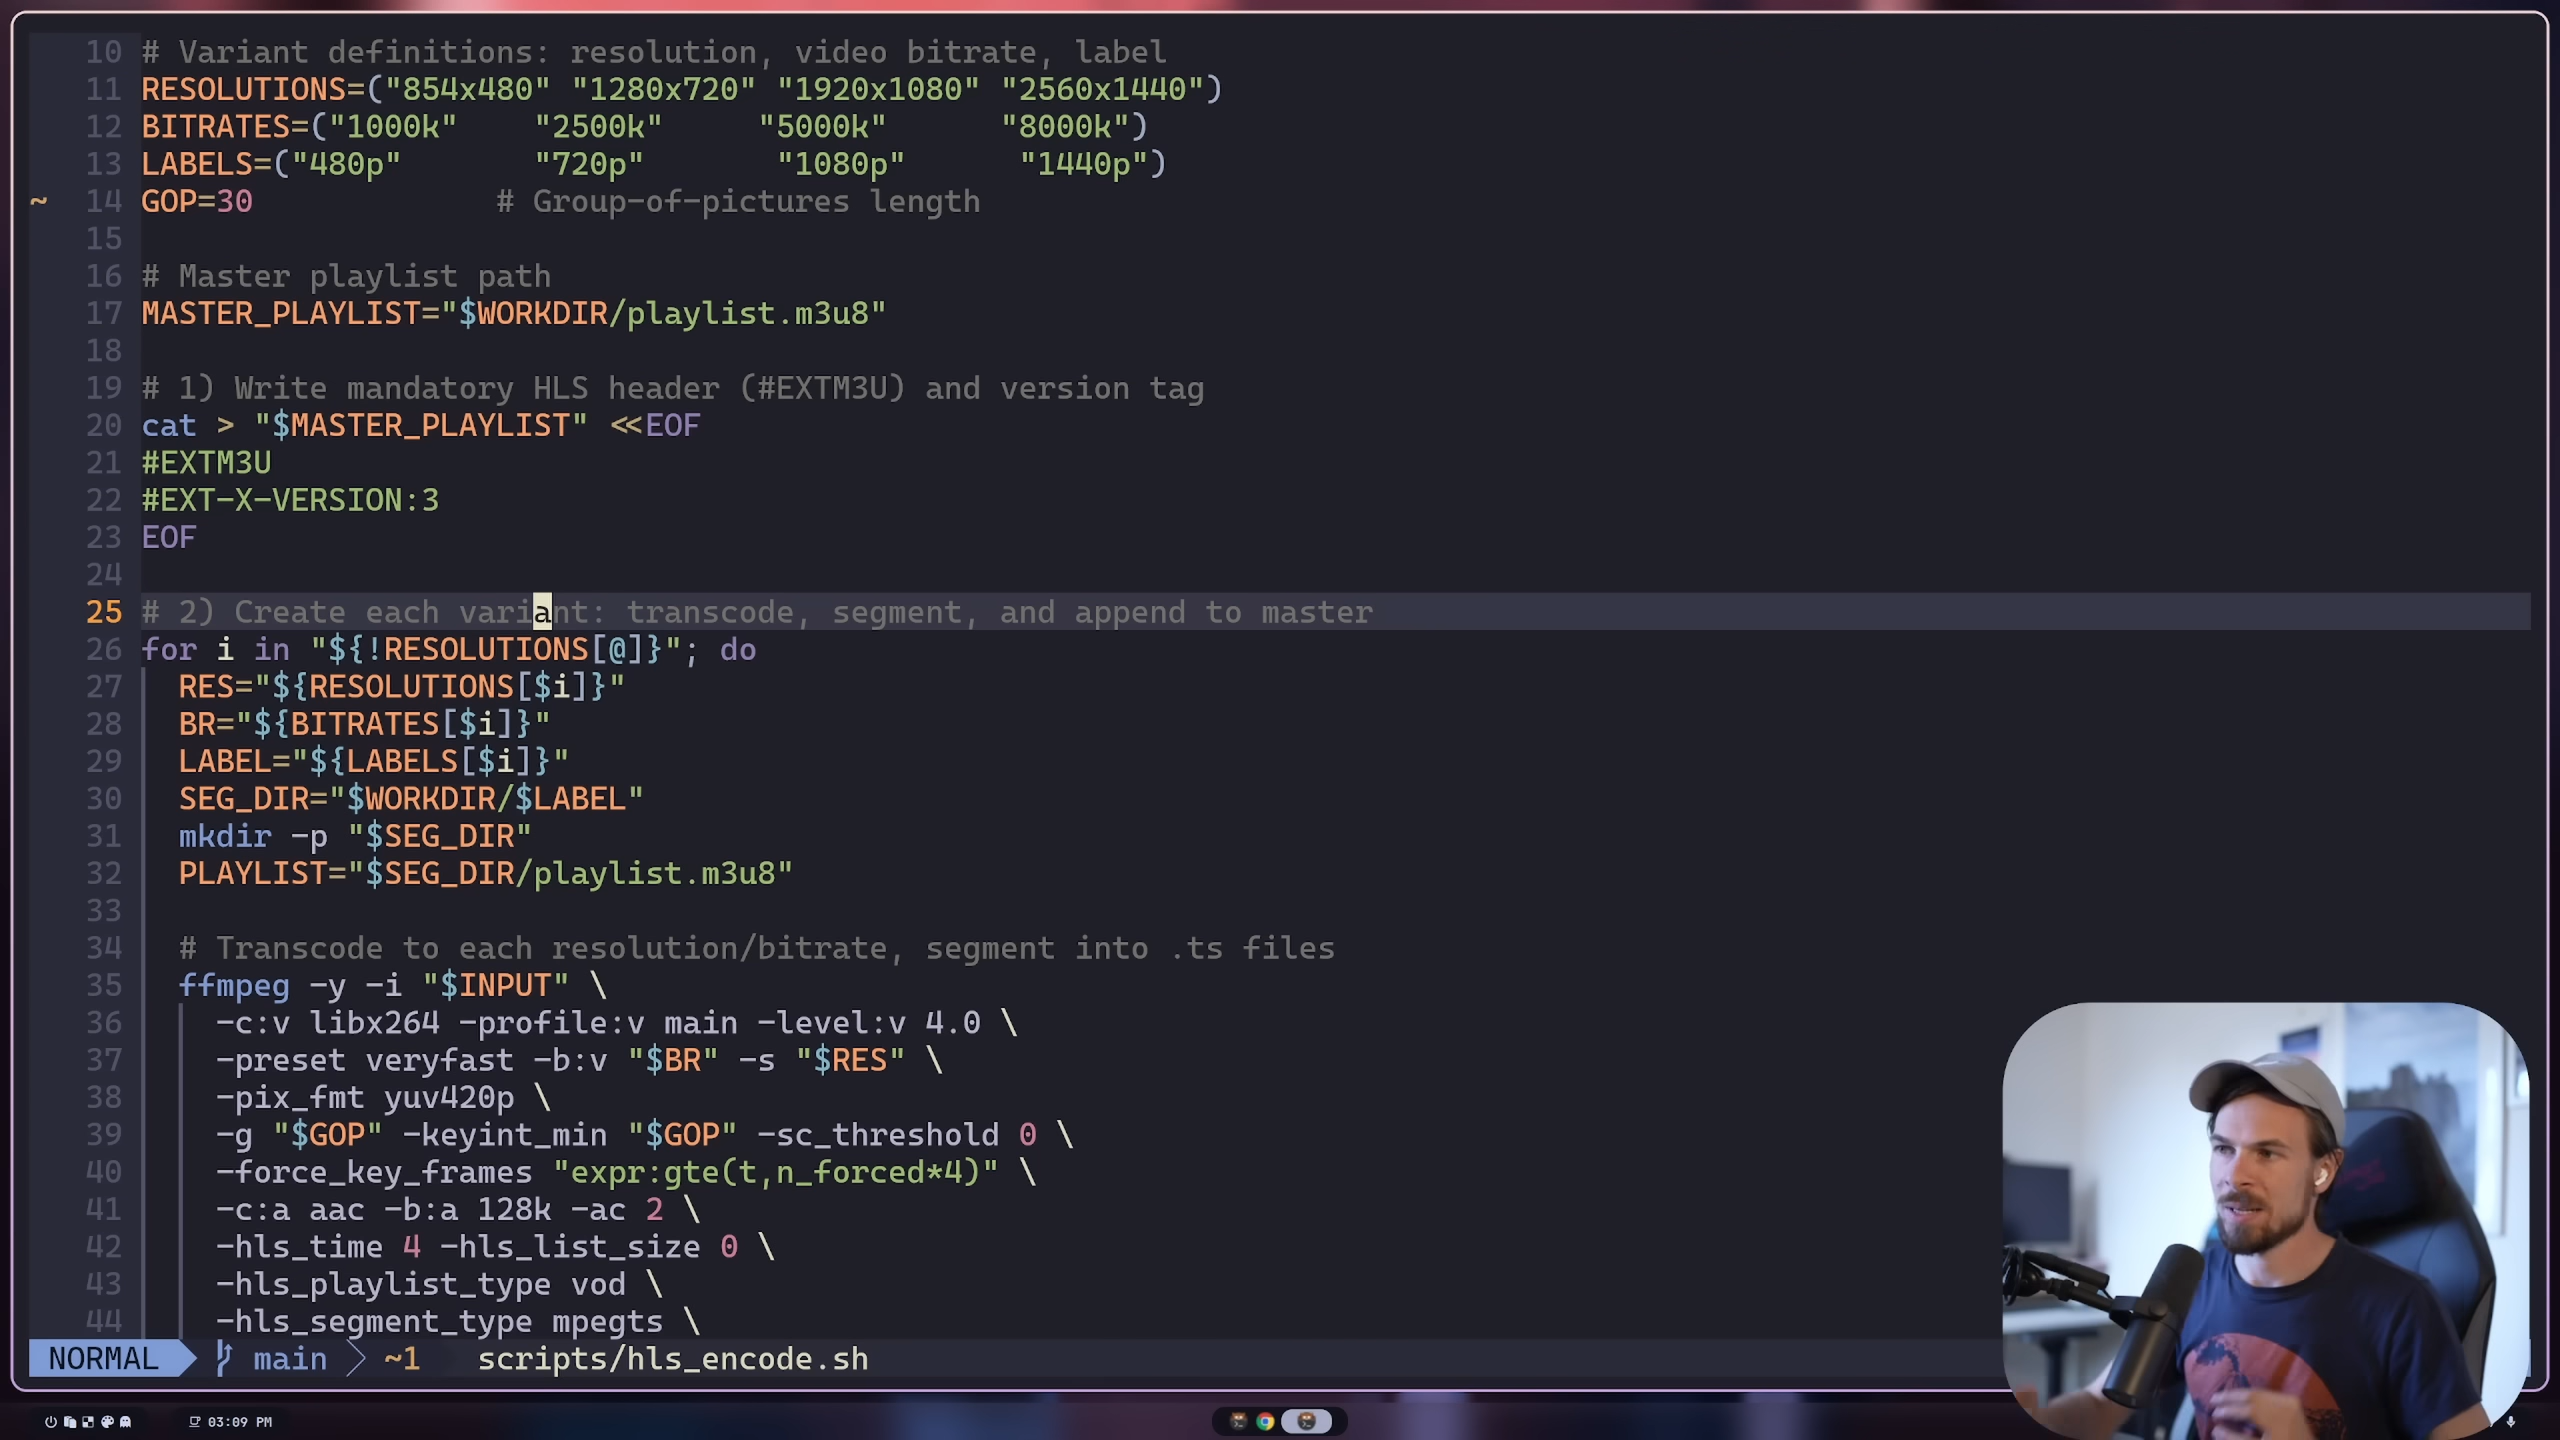 10 # Variant definitions: resolution, video bitrate, label
11 RESOLUTIONS=("854x480" "1280x720" "1920x1080" "2560x1440")
12 BITRATES=("1000k"    "2500k"     "5000k"      "8000k")
13 LABELS=("480p"       "720p"       "1080p"      "1440p")
~ 14 GOP=30             # Group-of-pictures length
15
16 # Master playlist path
17 MASTER_PLAYLIST="$WORKDIR/playlist.m3u8"
18
19 # 1) Write mandatory HLS header (#EXTM3U) and version tag
20 cat > "$MASTER_PLAYLIST" <<EOF
21 #EXTM3U
22 #EXT-X-VERSION:3
23 EOF
24
25 # 2) Create each variant: transcode, segment, and append to master
26 for i in "${!RESOLUTIONS[@]}"; do
27   RES="${RESOLUTIONS[$i]}"
28   BR="${BITRATES[$i]}"
29   LABEL="${LABELS[$i]}"
30   SEG_DIR="$WORKDIR/$LABEL"
31   mkdir -p "$SEG_DIR"
32   PLAYLIST="$SEG_DIR/playlist.m3u8"
33
34   # Transcode to each resolution/bitrate, segment into .ts files
35   ffmpeg -y -i "$INPUT" \
36     -c:v libx264 -profile:v main -level:v 4.0 \
37     -preset veryfast -b:v "$BR" -s "$RES" \
38     -pix_fmt yuv420p \
39     -g "$GOP" -keyint_min "$GOP" -sc_threshold 0 \
40     -force_key_frames "expr:gte(t,n_forced*4)" \
41     -c:a aac -b:a 128k -ac 2 \
42     -hls_time 4 -hls_list_size 0 \
43     -hls_playlist_type vod \
44     -hls_segment_type mpegts \
NORMAL main ~1 scripts/hls_encode.sh
03:09 PM